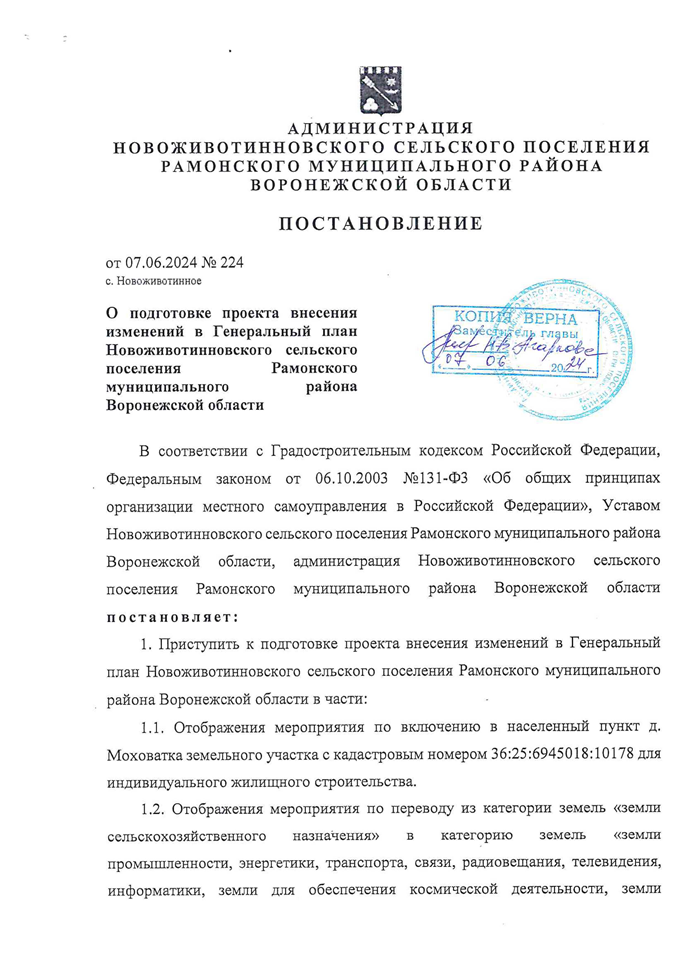 АДМИНИСТРАЦИЯ
НОВОЖИВОТИННОВСКОГО СЕЛЬСКОГО ПОСЕЛЕНИЯ
РАМОНСКОГО МУНИЦИПАЛЬНОГО РАЙОНА
ВОРОНЕЖСКОЙ ОБЛАСТИ
ПОСТАНОВЛЕНИЕ
от 07.06.2024 № 224
с. Новоживотинное
О подготовке проекта внесения
изменений в Генеральный план
Новоживотинновского сельского
поселения Рамонского
муниципального района
Воронежской области
КОПИЯ ВЕРНА
Заместитель главы
07 06 2024 г.
В соответствии с Градостроительным кодексом Российской Федерации,
Федеральным законом от 06.10.2003 №131-ФЗ «Об общих принципах
организации местного самоуправления в Российской Федерации», Уставом
Новоживотинновского сельского поселения Рамонского муниципального района
Воронежской области, администрация Новоживотинновского сельского
поселения Рамонского муниципального района Воронежской области
постановляет:
1. Приступить к подготовке проекта внесения изменений в Генеральный
план Новоживотинновского сельского поселения Рамонского муниципального
района Воронежской области в части:
1.1. Отображения мероприятия по включению в населенный пункт д.
Моховатка земельного участка с кадастровым номером 36:25:6945018:10178 для
индивидуального жилищного строительства.
1.2. Отображения мероприятия по переводу из категории земель «земли
сельскохозяйственного назначения» в категорию земель «земли
промышленности, энергетики, транспорта, связи, радиовещания, телевидения,
информатики, земли для обеспечения космической деятельности, земли